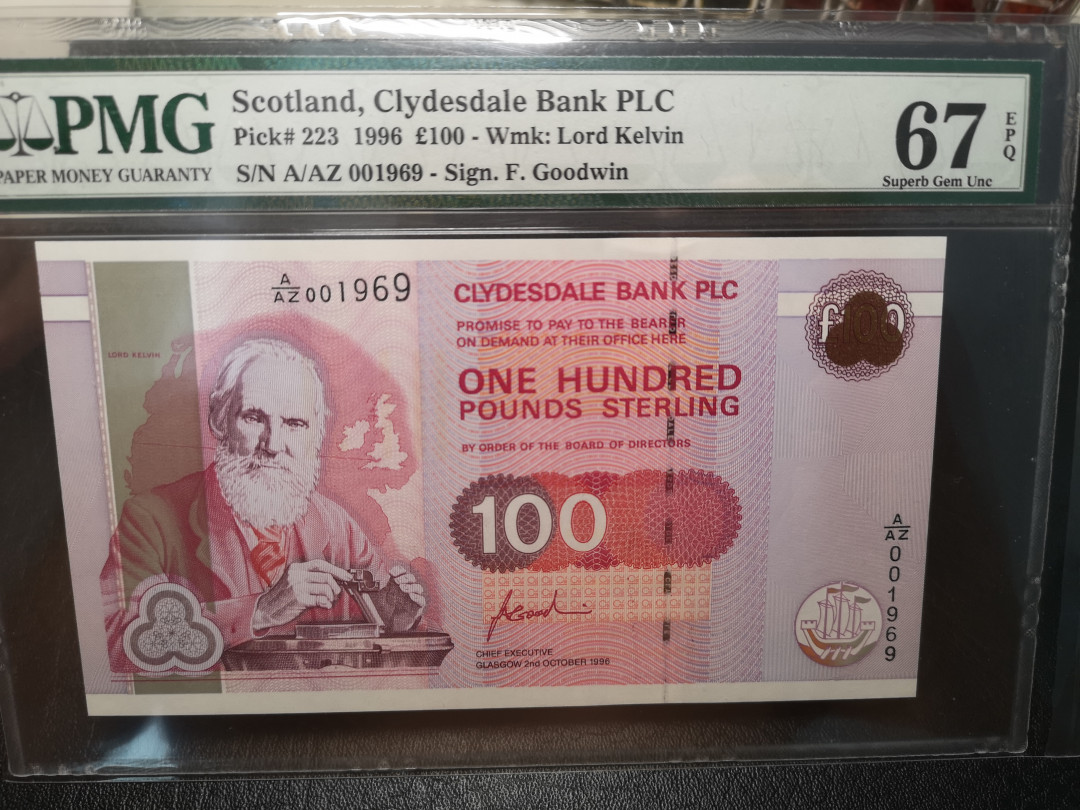 PMG
PAPER MONEY GUARANTY
Scotland, Clydesdale Bank PLC
Pick# 223 1996 £100 - Wmk: Lord Kelvin
S/N A/AZ 001969 - Sign. F. Goodwin
67 EPQ
Superb Gem Unc
A/AZ 001969
LORD KELVIN
CLYDESDALE BANK PLC
PROMISE TO PAY TO THE BEARER
ON DEMAND AT THEIR OFFICE HERE
ONE HUNDRED
POUNDS STERLING
BY ORDER OF THE BOARD OF DIRECTORS
100
CHIEF EXECUTIVE
GLASGOW 2nd OCTOBER 1996
£100
A/AZ 001969